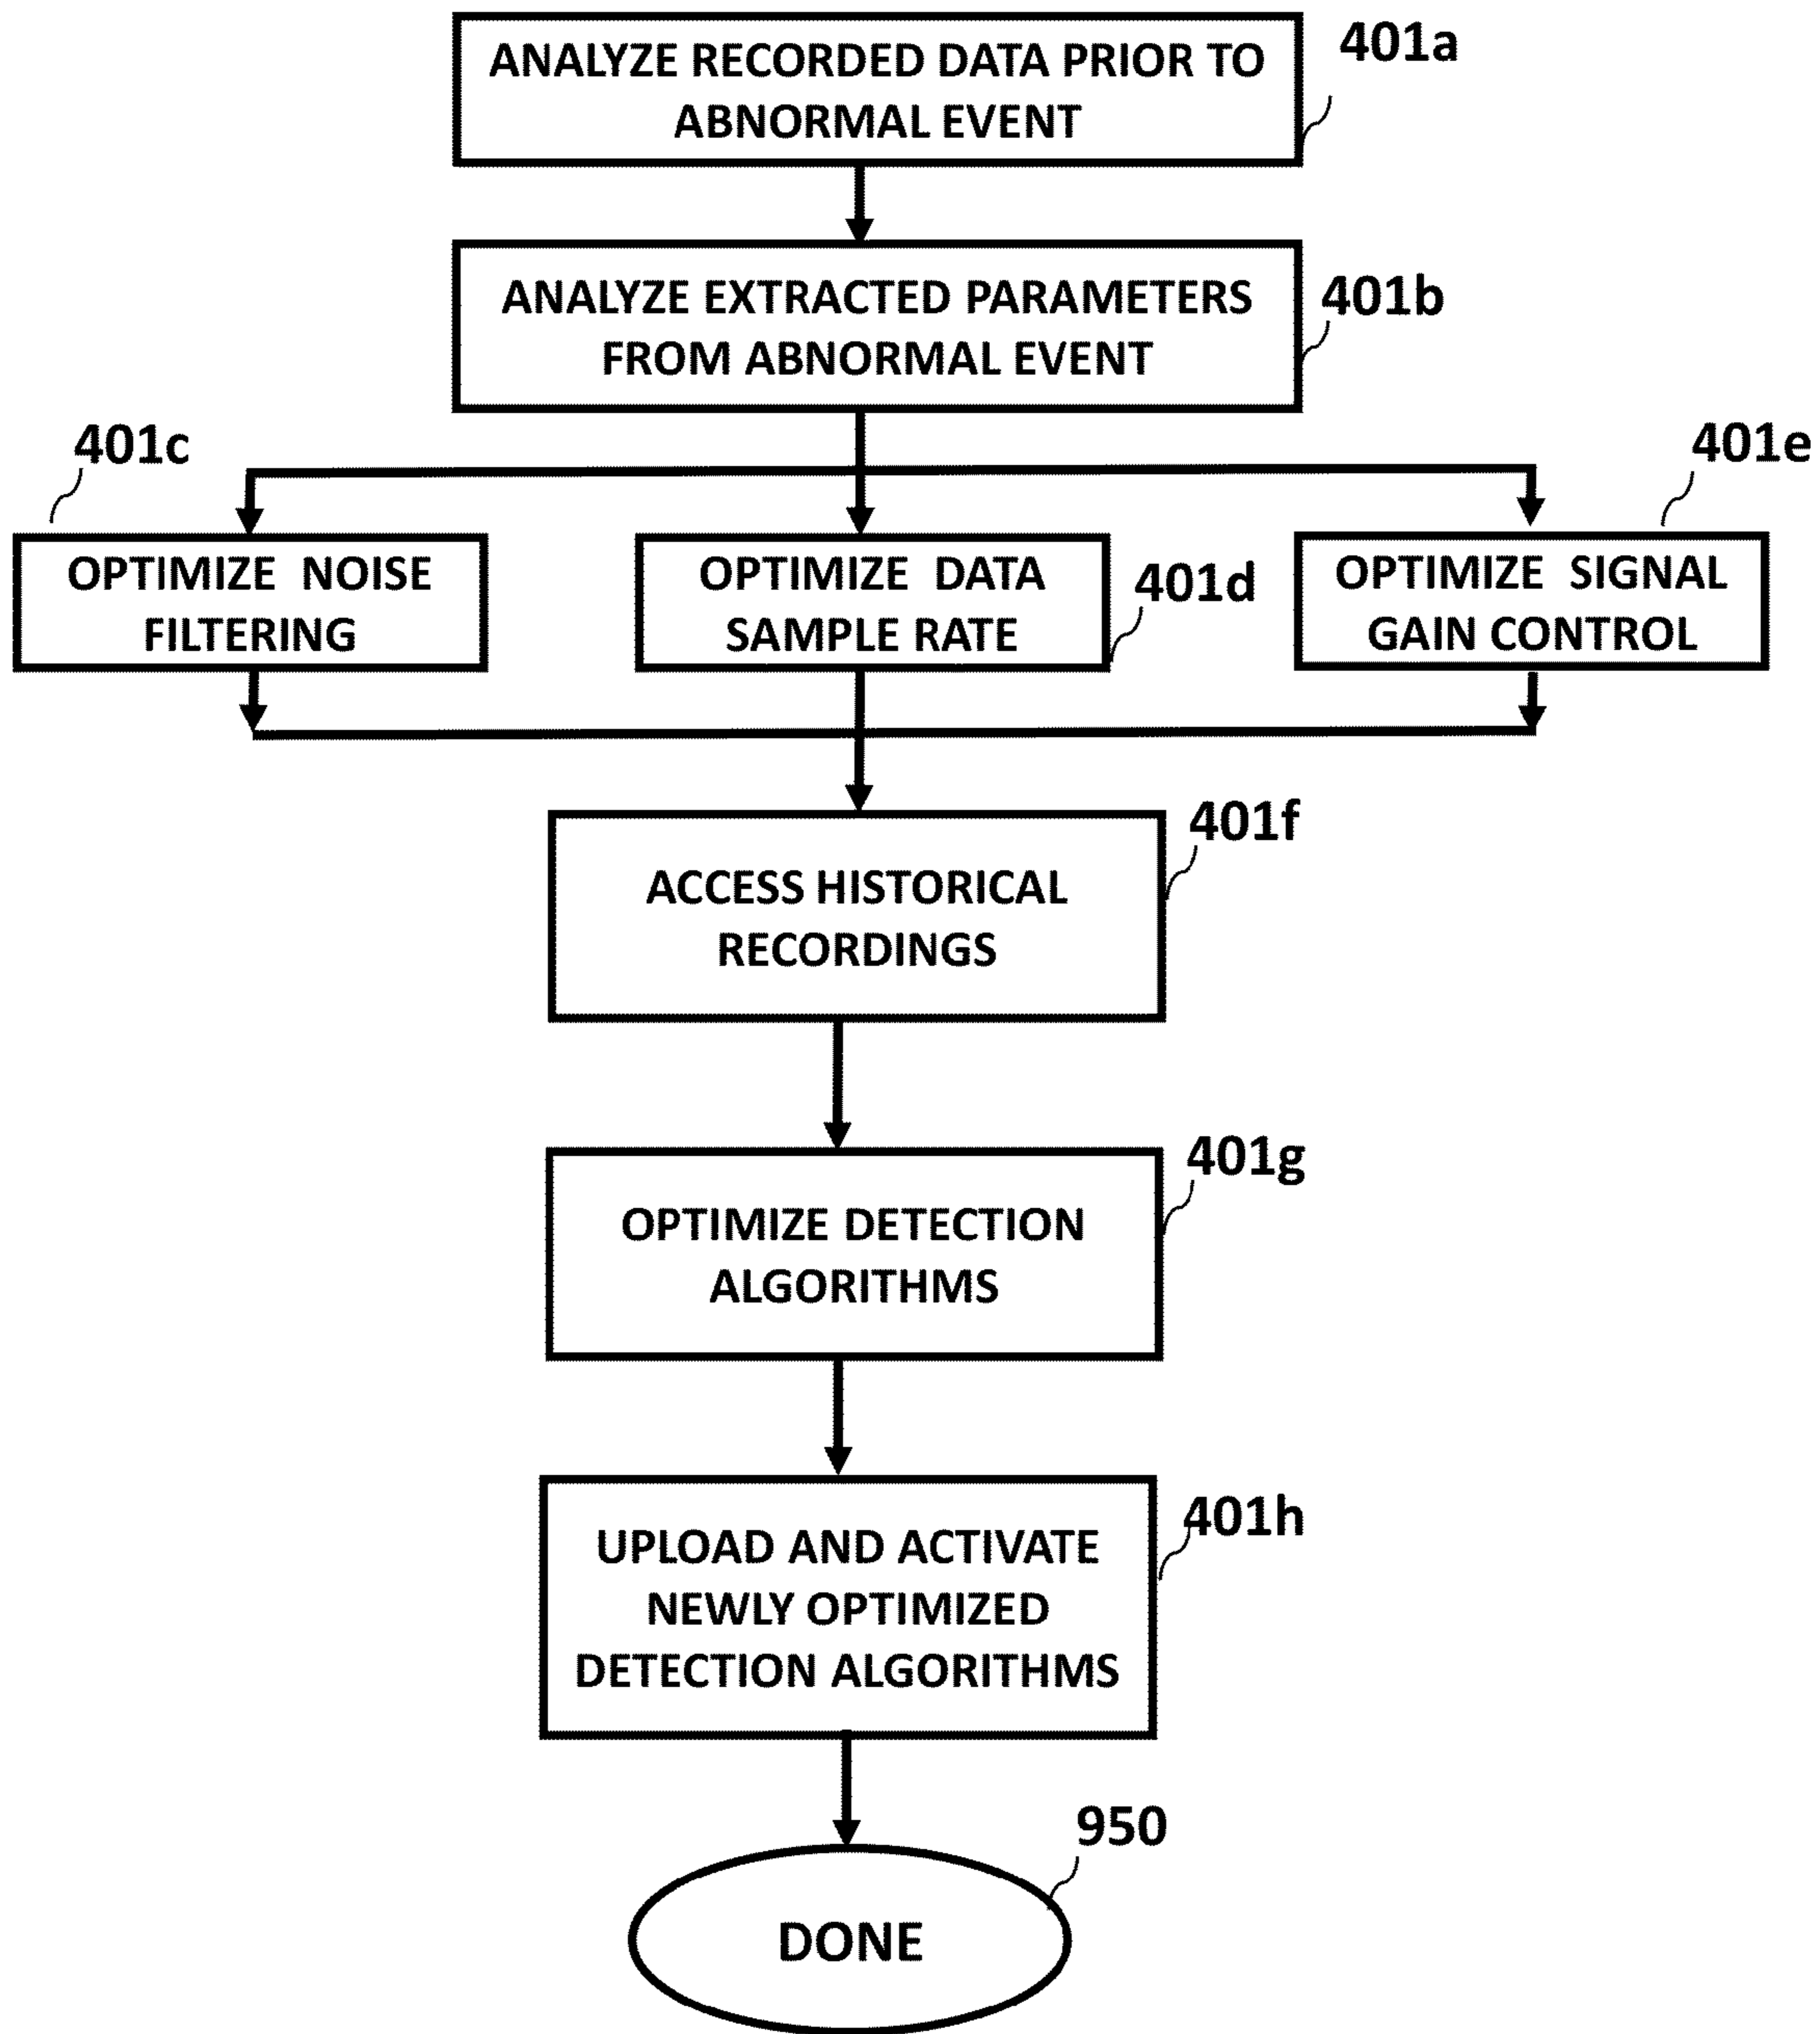 401a
ANALYZE RECORDED DATA PRIOR TO
ABNORMAL EVENT
401b
ANALYZE EXTRACTED PARAMETERS
FROM ABNORMAL EVENT
401c
OPTIMIZE NOISE
FILTERING
401d
OPTIMIZE DATA
SAMPLE RATE
401e
OPTIMIZE SIGNAL
GAIN CONTROL
401f
ACCESS HISTORICAL
RECORDINGS
401g
OPTIMIZE DETECTION
ALGORITHMS
401h
UPLOAD AND ACTIVATE
NEWLY OPTIMIZED
DETECTION ALGORITHMS
950
DONE